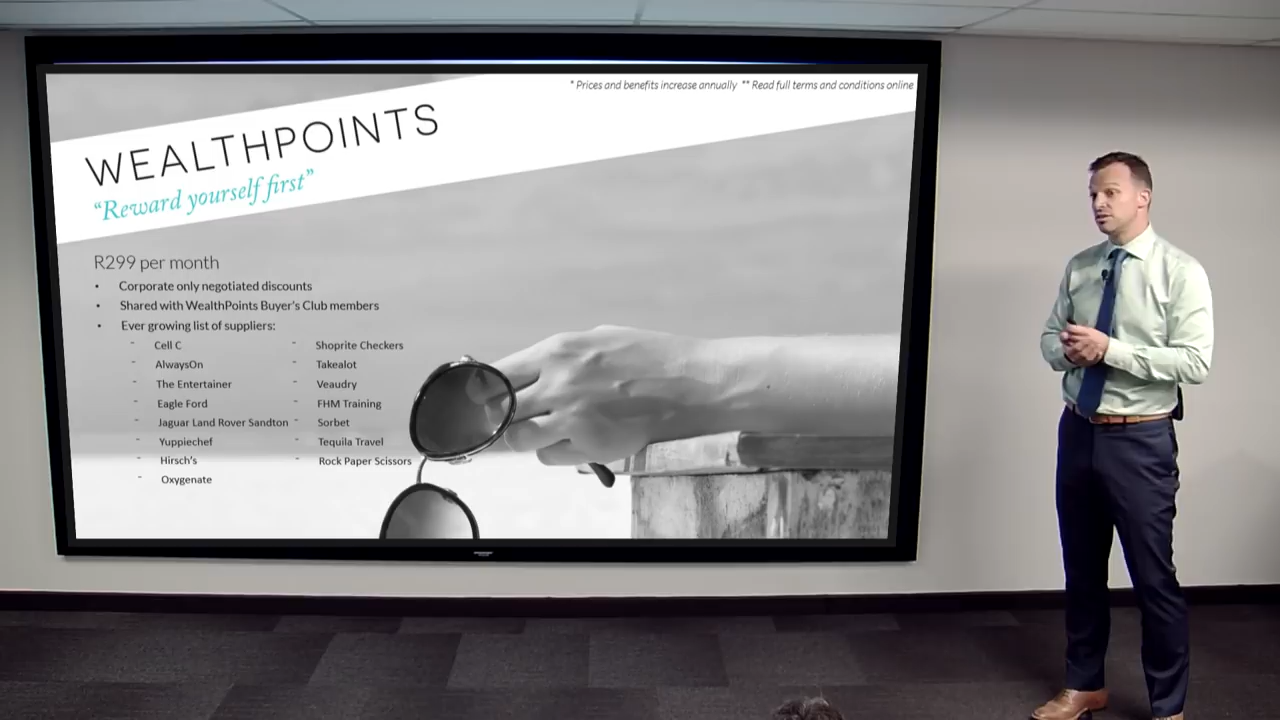 * Prices and benefits increase annually ** Read full terms and conditions online
WEALTHPOINTS
“Reward yourself first”
R299 per month
• Corporate only negotiated discounts
• Shared with WealthPoints Buyer's Club members
• Ever growing list of suppliers:
- Cell C
- AlwaysOn
- The Entertainer
- Eagle Ford
- Jaguar Land Rover Sandton
- Yuppiechef
- Hirsch's
- Oxygenate
- Shoprite Checkers
- Takealot
- Veaudry
- FHM Training
- Sorbet
- Tequila Travel
- Rock Paper Scissors